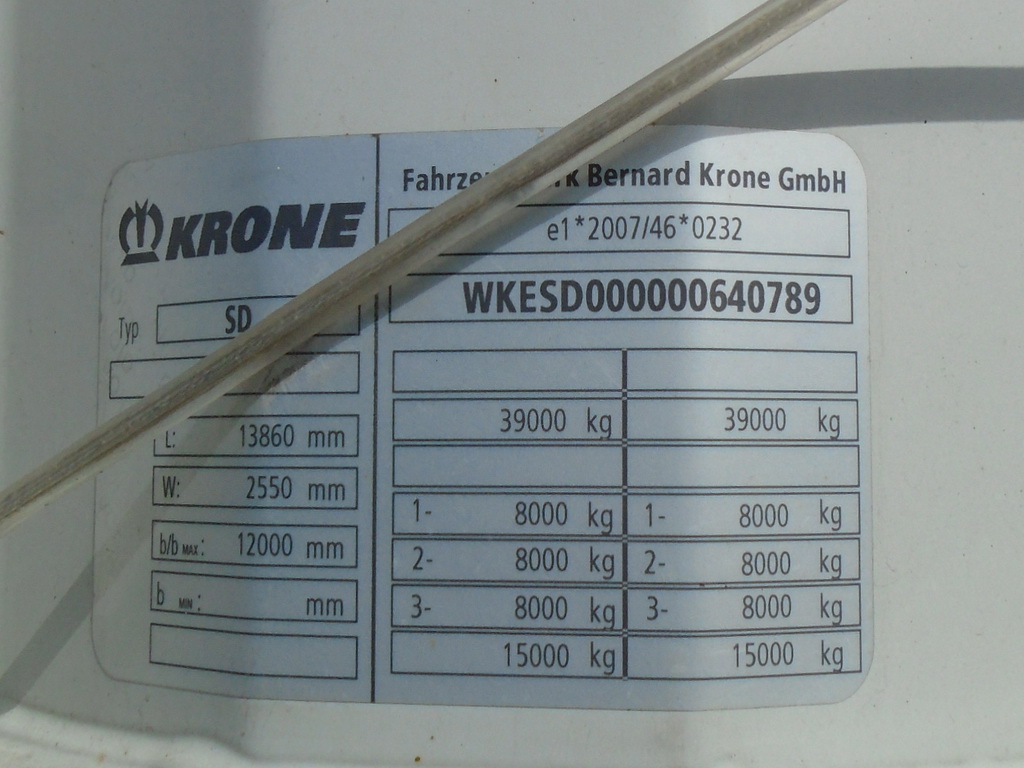 KRONE
Typ SD
L: 13860 mm
W: 2550 mm
b/b MAX: 12000 mm
b MIN: mm
Bernard Krone GmbH
e1*2007/46*0232
WKESD000000640789
39000 kg 39000 kg
1- 8000 kg 1- 8000 kg
2- 8000 kg 2- 8000 kg
3- 8000 kg 3- 8000 kg
15000 kg 15000 kg